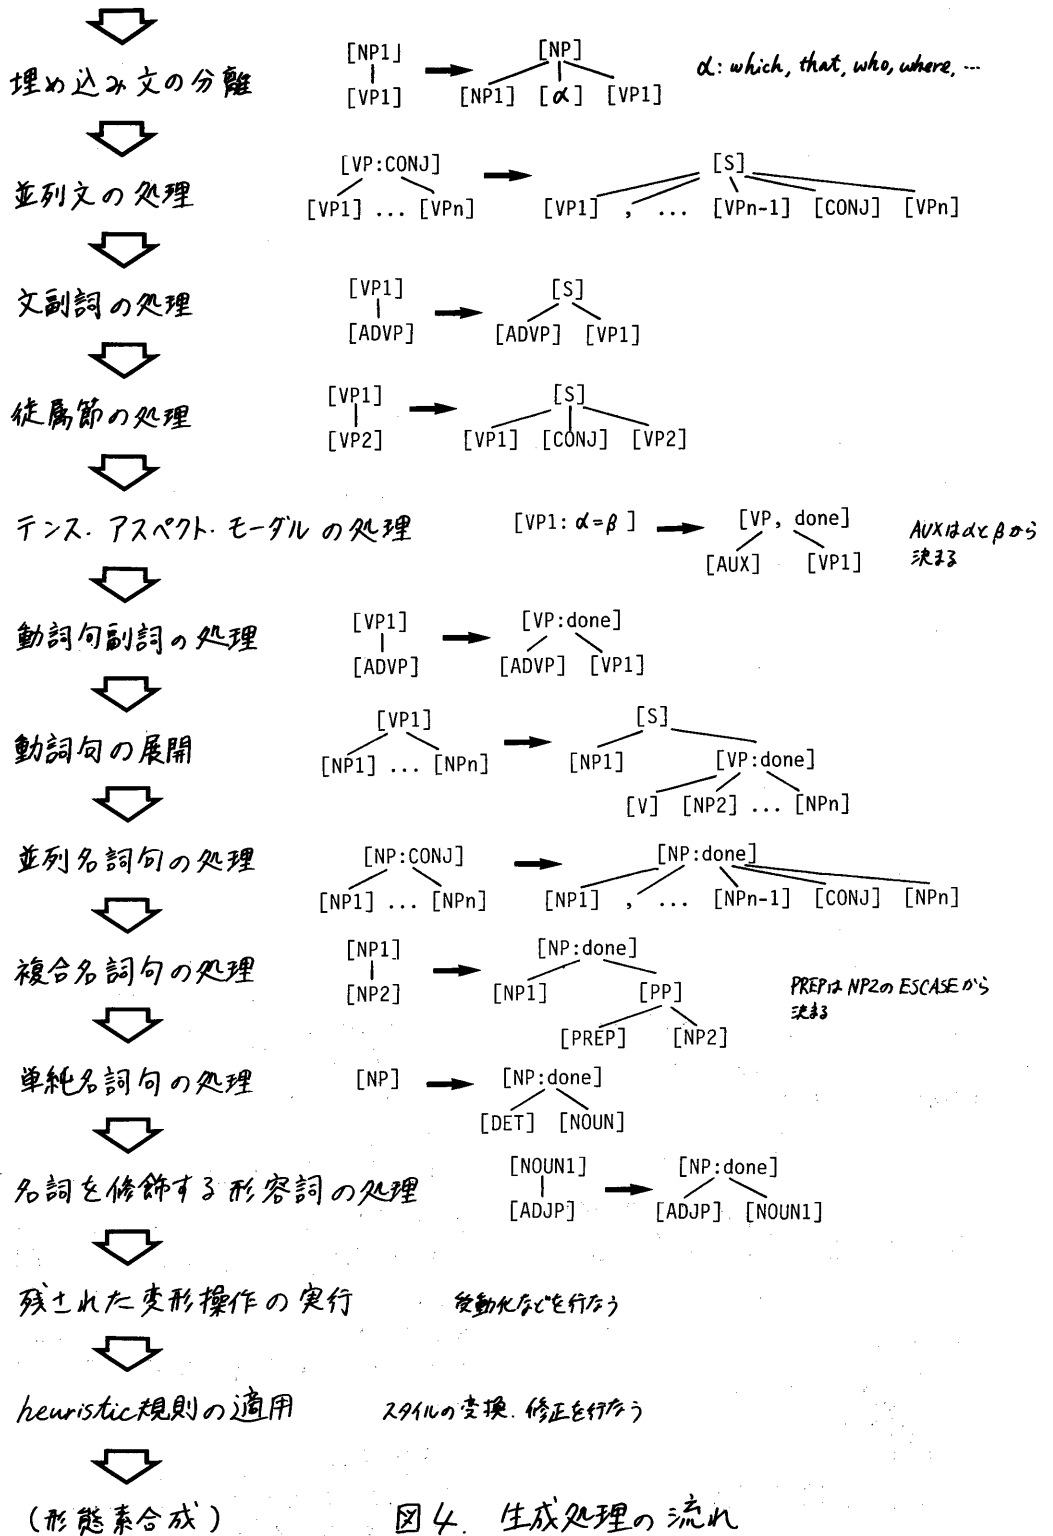 [NP1] [NP] α: which, that, who, where, …
埋め込み文の分離
[VP1] [NP1] [α] [VP1]
[VP:CONJ] [S]
並列文の処理
[VP1] ... [VPn] [VP1] , ... [VPn-1] [CONJ] [VPn]
[VP1] [S]
文副詞の処理
[ADVP] [ADVP] [VP1]
[VP1] [S]
従属節の処理
[VP2] [VP1] [CONJ] [VP2]
テンス．アスペクト．モーダルの処理 [VP1: α=β ] [VP, done] AUXはαとβから
[AUX] [VP1] 決まる
[VP1] [VP:done]
動詞句副詞の処理
[ADVP] [ADVP] [VP1]
[VP1] [S]
動詞句の展開
[NP1] ... [NPn] [NP1] [VP:done]
[V] [NP2] ... [NPn]
並列名詞句の処理 [NP:CONJ] [NP:done]
[NP1] ... [NPn] [NP1] , ... [NPn-1] [CONJ] [NPn]
[NP1] [NP:done]
複合名詞句の処理
[NP2] [NP1] [PP] PREPはNP2のESCASEから
決まる
[PREP] [NP2]
単純名詞句の処理 [NP] [NP:done]
[DET] [NOUN]
[NOUN1] [NP:done]
名詞を修飾する形容詞の処理
[ADJP] [ADJP] [NOUN1]
残された変形操作の実行 受動化などを行なう
heuristic規則の適用 スタイルの変換．修正を行なう
(形態素合成) 図4. 生成処理の流れ